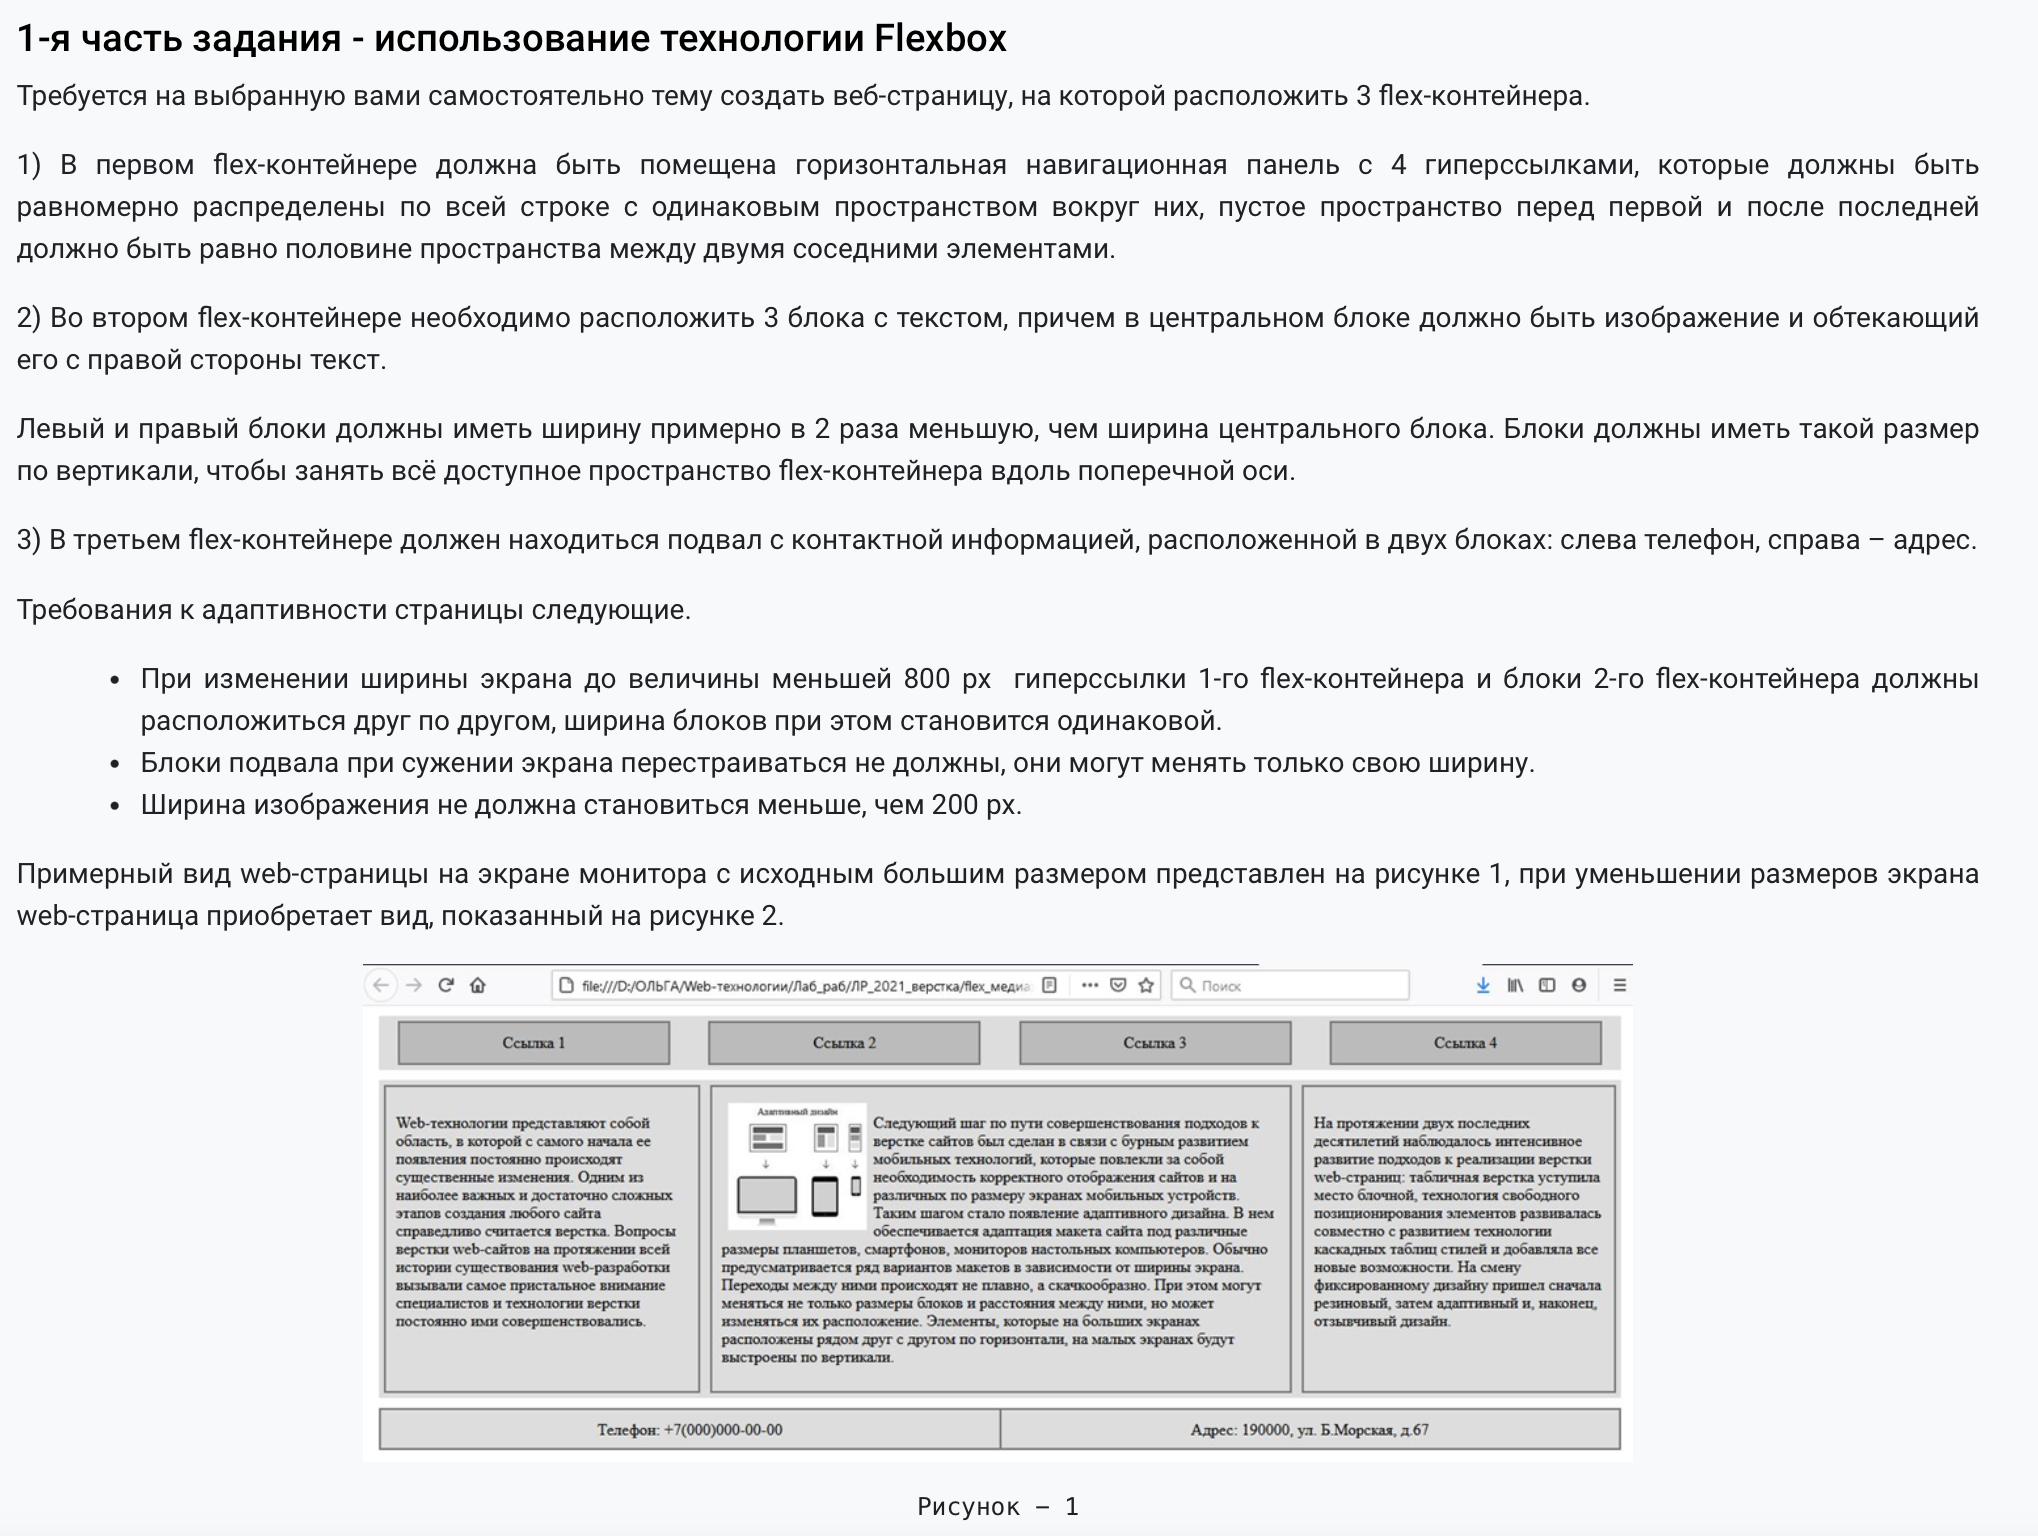 1-я часть задания - использование технологии Flexbox
Требуется на выбранную вами самостоятельно тему создать веб-страницу, на которой расположить 3 flex-контейнера.
1) В первом flex-контейнере должна быть помещена горизонтальная навигационная панель с 4 гиперссылками, которые должны быть
равномерно распределены по всей строке с одинаковым пространством вокруг них, пустое пространство перед первой и после последней
должно быть равно половине пространства между двумя соседними элементами.
2) Во втором flex-контейнере необходимо расположить 3 блока с текстом, причем в центральном блоке должно быть изображение и обтекающий
его с правой стороны текст.
Левый и правый блоки должны иметь ширину примерно в 2 раза меньшую, чем ширина центрального блока. Блоки должны иметь такой размер
по вертикали, чтобы занять всё доступное пространство flex-контейнера вдоль поперечной оси.
3) В третьем flex-контейнере должен находиться подвал с контактной информацией, расположенной в двух блоках: слева телефон, справа – адрес.
Требования к адаптивности страницы следующие.
• При изменении ширины экрана до величины меньшей 800 px гиперссылки 1-го flex-контейнера и блоки 2-го flex-контейнера должны
расположиться друг по другом, ширина блоков при этом становится одинаковой.
• Блоки подвала при сужении экрана перестраиваться не должны, они могут менять только свою ширину.
• Ширина изображения не должна становиться меньше, чем 200 px.
Примерный вид web-страницы на экране монитора с исходным большим размером представлен на рисунке 1, при уменьшении размеров экрана
web-страница приобретает вид, показанный на рисунке 2.
file:///D:/ОЛЬГА/Web-технологии/Лаб_раб/ЛР_2021_верстка/flex_медиа
Поиск
Ссылка 1
Ссылка 2
Ссылка 3
Ссылка 4
Web-технологии представляют собой
область, в которой с самого начала ее
появления постоянно происходят
существенные изменения. Одним из
наиболее важных и достаточно сложных
этапов создания любого сайта
справедливо считается верстка. Вопросы
верстки web-сайтов на протяжении всей
истории существования web-разработки
вызывали самое пристальное внимание
специалистов и технологии верстки
постоянно ими совершенствовались.
Адаптивный дизайн
Следующий шаг по пути совершенствования подходов к
верстке сайтов был сделан в связи с бурным развитием
мобильных технологий, которые повлекли за собой
необходимость корректного отображения сайтов и на
различных по размеру экранах мобильных устройств.
Таким шагом стало появление адаптивного дизайна. В нем
обеспечивается адаптация макета сайта под различные
размеры планшетов, смартфонов, мониторов настольных компьютеров. Обычно
предусматривается ряд вариантов макетов в зависимости от ширины экрана.
Переходы между ними происходят не плавно, а скачкообразно. При этом могут
меняться не только размеры блоков и расстояния между ними, но может
изменяться их расположение. Элементы, которые на больших экранах
расположены рядом друг с другом по горизонтали, на малых экранах будут
выстроены по вертикали.
На протяжении двух последних
десятилетий наблюдалось интенсивное
развитие подходов к реализации верстки
web-страниц: табличная верстка уступила
место блочной, технология свободного
позиционирования элементов развивалась
совместно с развитием технологии
каскадных таблиц стилей и добавляла все
новые возможности. На смену
фиксированному дизайну пришел сначала
резиновый, затем адаптивный и, наконец,
отзывчивый дизайн.
Телефон: +7(000)000-00-00
Адрес: 190000, ул. Б.Морская, д.67
Рисунок – 1